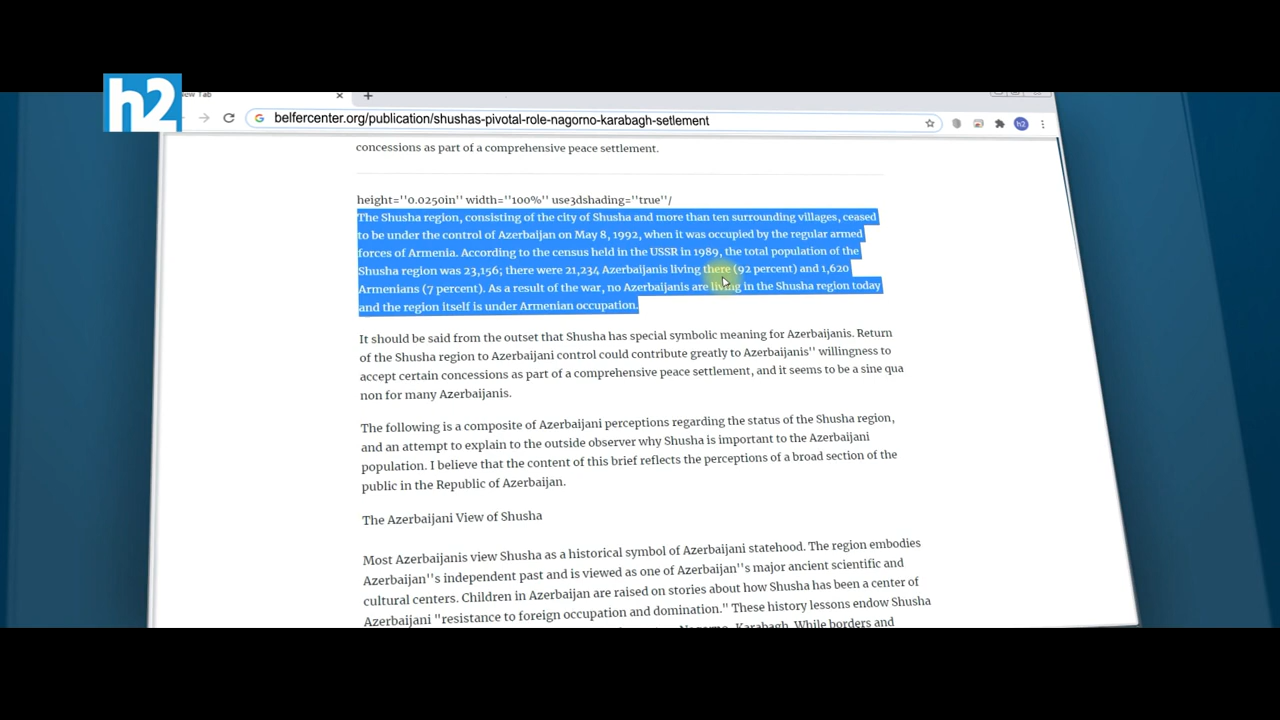 h2
New Tab
belfercenter.org/publication/shushas-pivotal-role-nagorno-karabagh-setlement
h2
concessions as part of a comprehensive peace settlement.
height=''0.0250in'' width=''100%'' use3dshading=''true''/
The Shusha region, consisting of the city of Shusha and more than ten surrounding villages, ceased
to be under the control of Azerbaijan on May 8, 1992, when it was occupied by the regular armed
forces of Armenia. According to the census held in the USSR in 1989, the total population of the
Shusha region was 23,156; there were 21,234 Azerbaijanis living there (92 percent) and 1,620
Armenians (7 percent). As a result of the war, no Azerbaijanis are living in the Shusha region today
and the region itself is under Armenian occupation.
It should be said from the outset that Shusha has special symbolic meaning for Azerbaijanis. Return
of the Shusha region to Azerbaijani control could contribute greatly to Azerbaijanis'' willingness to
accept certain concessions as part of a comprehensive peace settlement, and it seems to be a sine qua
non for many Azerbaijanis.
The following is a composite of Azerbaijani perceptions regarding the status of the Shusha region,
and an attempt to explain to the outside observer why Shusha is important to the Azerbaijani
population. I believe that the content of this brief reflects the perceptions of a broad section of the
public in the Republic of Azerbaijan.
The Azerbaijani View of Shusha
Most Azerbaijanis view Shusha as a historical symbol of Azerbaijani statehood. The region embodies
Azerbaijan''s independent past and is viewed as one of Azerbaijan''s major ancient scientific and
cultural centers. Children in Azerbaijan are raised on stories about how Shusha has been a center of
Azerbaijani "resistance to foreign occupation and domination." These history lessons endow Shusha
Nagorno-Karabagh. While borders and